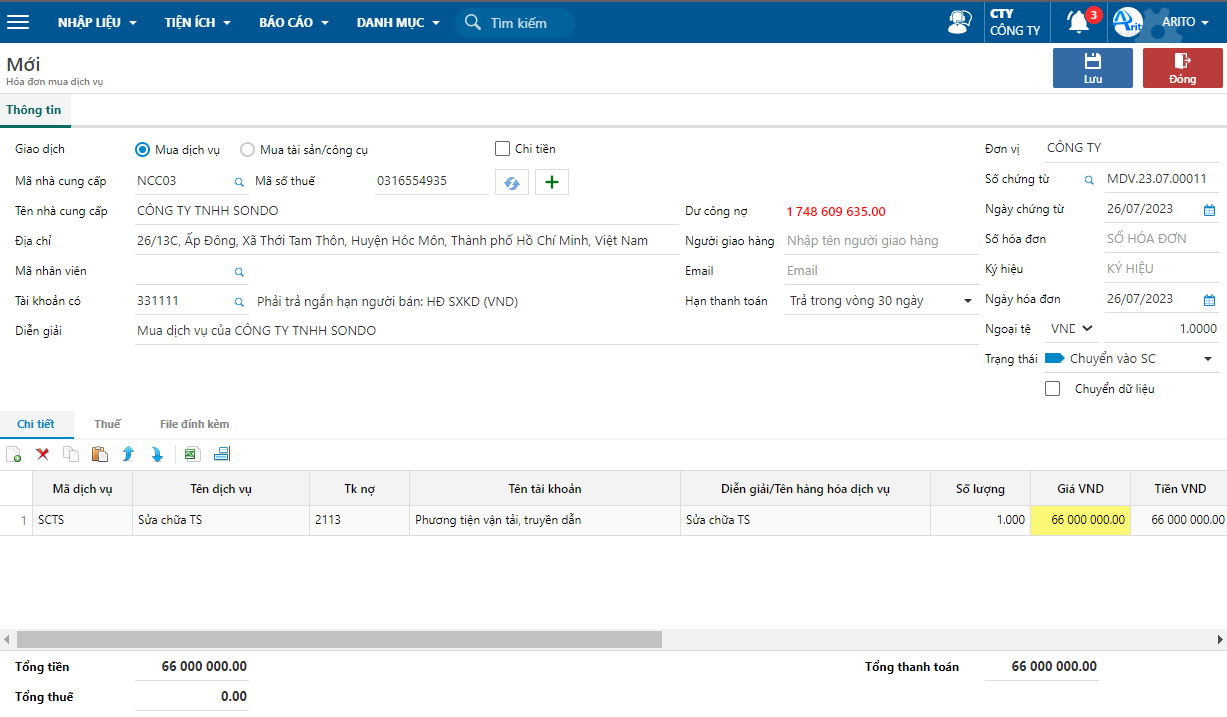 NHẬP LIỆU TIỆN ÍCH BÁO CÁO DANH MỤC Tìm kiếm CTY CÔNG TY 3 Arit ARITO
Mới
Hóa đơn mua dịch vụ
Lưu Đóng
Thông tin
Giao dịch Mua dịch vụ Mua tài sản/công cụ Chi tiền Đơn vị CÔNG TY
Mã nhà cung cấp NCC03 Mã số thuế 0316554935 Số chứng từ MDV.23.07.00011
Tên nhà cung cấp CÔNG TY TNHH SONDO Dư công nợ 1 748 609 635.00 Ngày chứng từ 26/07/2023
Địa chỉ 26/13C, Ấp Đông, Xã Thới Tam Thôn, Huyện Hóc Môn, Thành phố Hồ Chí Minh, Việt Nam Người giao hàng Nhập tên người giao hàng Số hóa đơn SỐ HÓA ĐƠN
Mã nhân viên Email Email Ký hiệu KÝ HIỆU
Tài khoản có 331111 Phải trả ngắn hạn người bán: HĐ SXKD (VND) Hạn thanh toán Trả trong vòng 30 ngày Ngày hóa đơn 26/07/2023
Diễn giải Mua dịch vụ của CÔNG TY TNHH SONDO Ngoại tệ VND 1.0000
Trạng thái Chuyển vào SC
Chuyển dữ liệu
Chi tiết Thuế File đính kèm
Mã dịch vụ Tên dịch vụ Tk nợ Tên tài khoản Diễn giải/Tên hàng hóa dịch vụ Số lượng Giá VND Tiền VND
1 SCTS Sửa chữa TS 2113 Phương tiện vận tải, truyền dẫn Sửa chữa TS 1.000 66 000 000.00 66 000 000.00
Tổng tiền 66 000 000.00 Tổng thanh toán 66 000 000.00
Tổng thuế 0.00